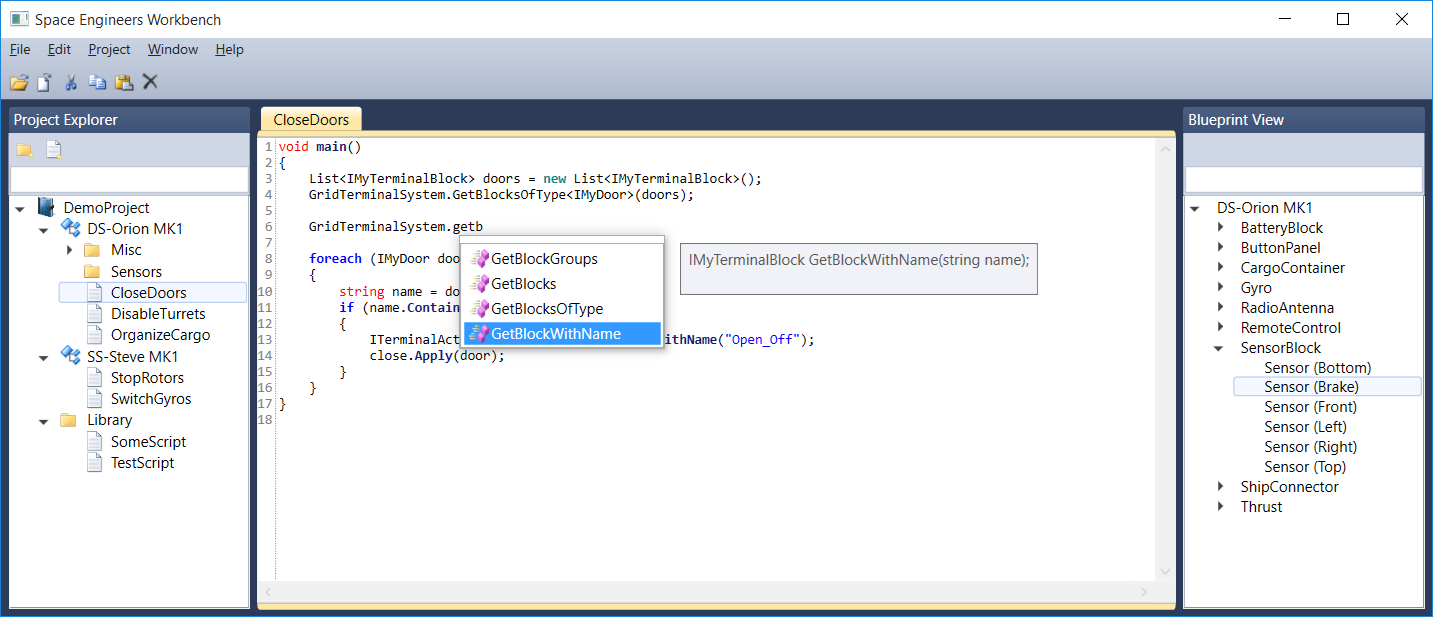 Space Engineers Workbench
File Edit Project Window Help
Project Explorer
DemoProject
DS-Orion MK1
Misc
Sensors
CloseDoors
DisableTurrets
OrganizeCargo
SS-Steve MK1
StopRotors
SwitchGyros
Library
SomeScript
TestScript
CloseDoors
1 void main()
2 {
3 List<IMyTerminalBlock> doors = new List<IMyTerminalBlock>();
4 GridTerminalSystem.GetBlocksOfType<IMyDoor>(doors);
5
6 GridTerminalSystem.getb
7
8 foreach (IMyDoor doo
9 {
10 string name = do
11 if (name.Contain
12 {
13 ITerminalAct ithName("Open_Off");
14 close.Apply(door);
15 }
16 }
17 }
18
GetBlockGroups
GetBlocks
GetBlocksOfType
GetBlockWithName
IMyTerminalBlock GetBlockWithName(string name);
Blueprint View
DS-Orion MK1
BatteryBlock
ButtonPanel
CargoContainer
Gyro
RadioAntenna
RemoteControl
SensorBlock
Sensor (Bottom)
Sensor (Brake)
Sensor (Front)
Sensor (Left)
Sensor (Right)
Sensor (Top)
ShipConnector
Thrust